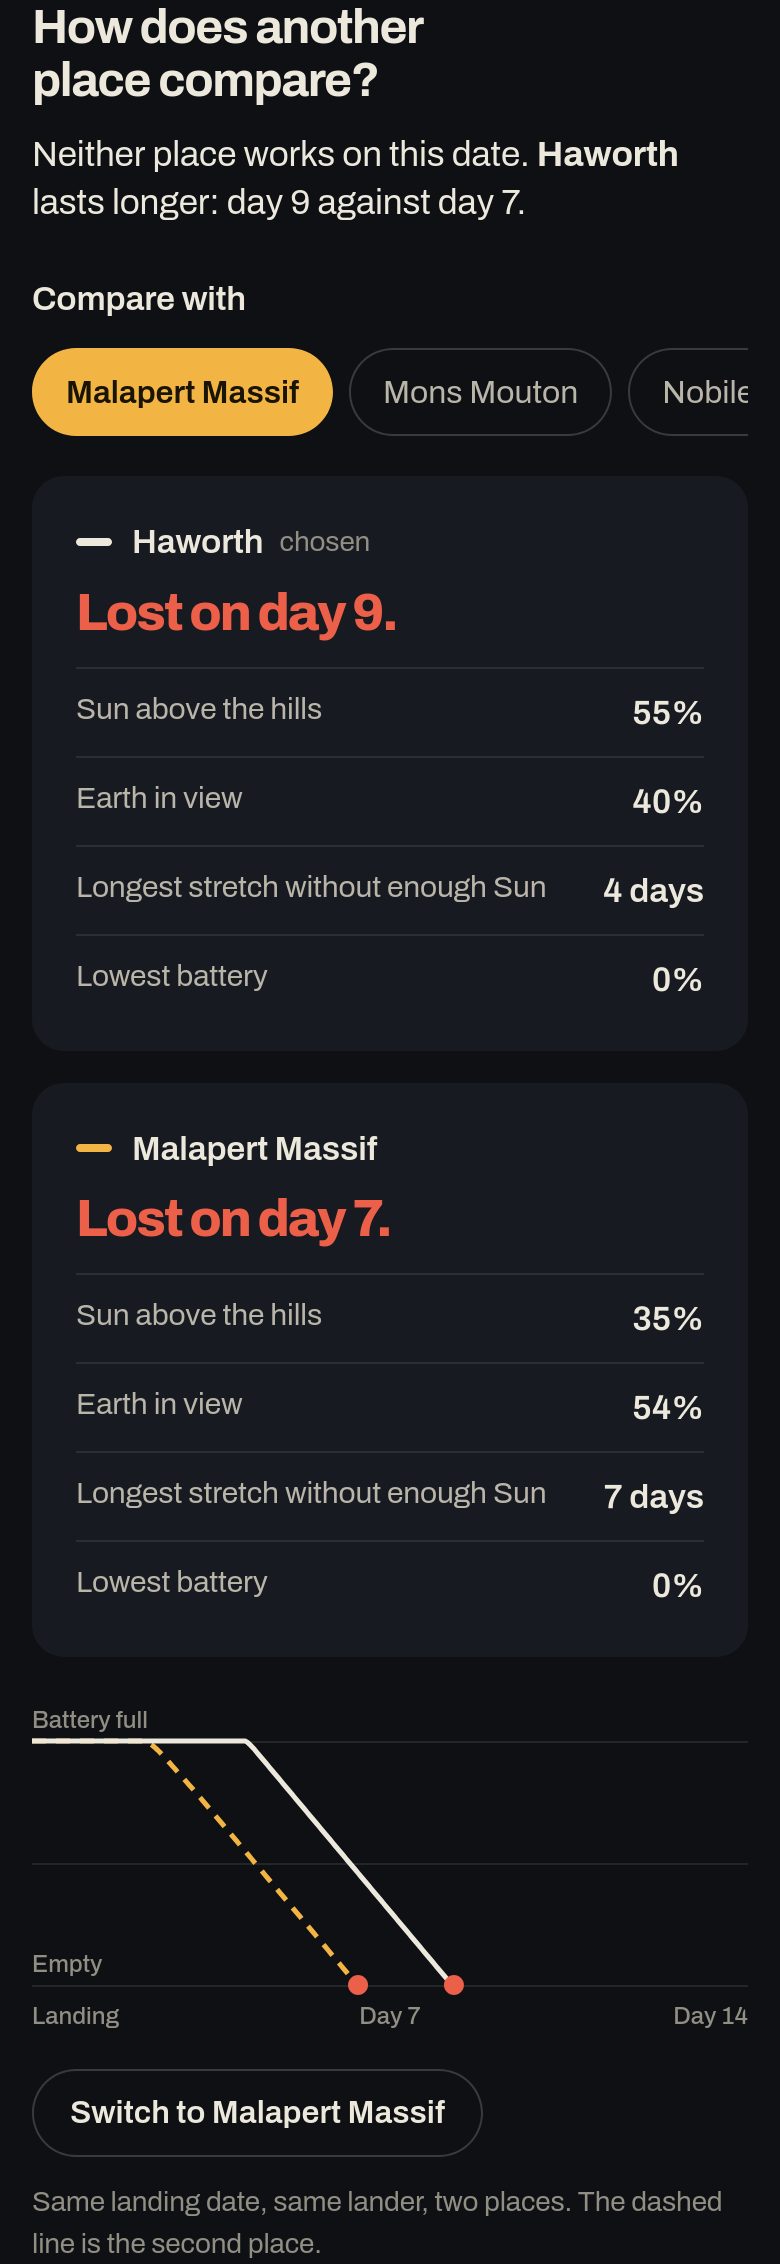 How does another
place compare?
Neither place works on this date. Haworth
lasts longer: day 9 against day 7.
Compare with
Malapert Massif
Mons Mouton
Nobile
Haworth chosen
Lost on day 9.
Sun above the hills 55%
Earth in view 40%
Longest stretch without enough Sun 4 days
Lowest battery 0%
Malapert Massif
Lost on day 7.
Sun above the hills 35%
Earth in view 54%
Longest stretch without enough Sun 7 days
Lowest battery 0%
Battery full
Empty
Landing Day 7 Day 14
Switch to Malapert Massif
Same landing date, same lander, two places. The dashed
line is the second place.